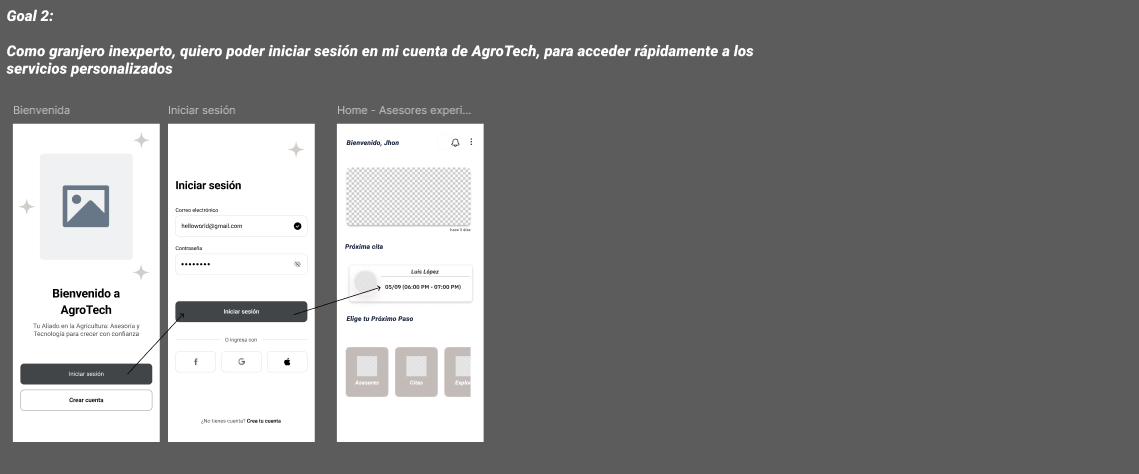 Goal 2:
Como granjero inexperto, quiero poder iniciar sesión en mi cuenta de AgroTech, para acceder rápidamente a los
servicios personalizados
Bienvenida
Bienvenido a
AgroTech
Tu Aliado en la Agricultura: Asesoría y
Tecnología para crecer con confianza
Iniciar sesión
Crear cuenta
Iniciar sesión
Iniciar sesión
Correo electrónico
helloworld@gmail.com
Contraseña
Iniciar sesión
O ingresa con
¿No tienes cuenta? Crea tu cuenta
Home - Asesores experi...
Bienvenido, Jhon
hace 3 días
Próxima cita
Luis López
05/09 (06:00 PM - 07:00 PM)
Elige tu Próximo Paso
Asesores
Citas
Explo